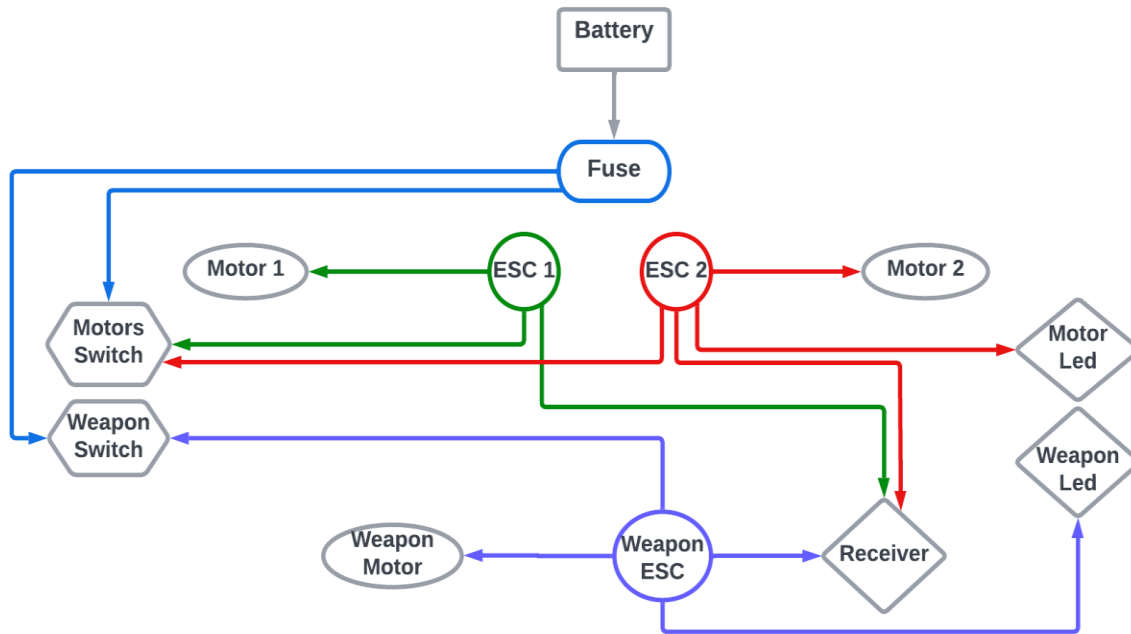 Battery
Fuse
Motor 1
ESC 1
ESC 2
Motor 2
Motors
Switch
Motor
Led
Weapon
Switch
Weapon
Led
Weapon
Motor
Weapon
ESC
Receiver